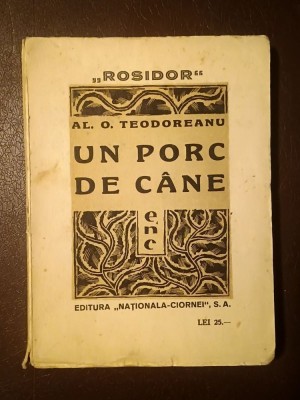 „ROSIDOR“
AL. O. TEODOREANU
UN PORC
DE CÂNE
enc
EDITURA „NAȚIONALA-CIORNEI“, S. A.
LEI 25.—